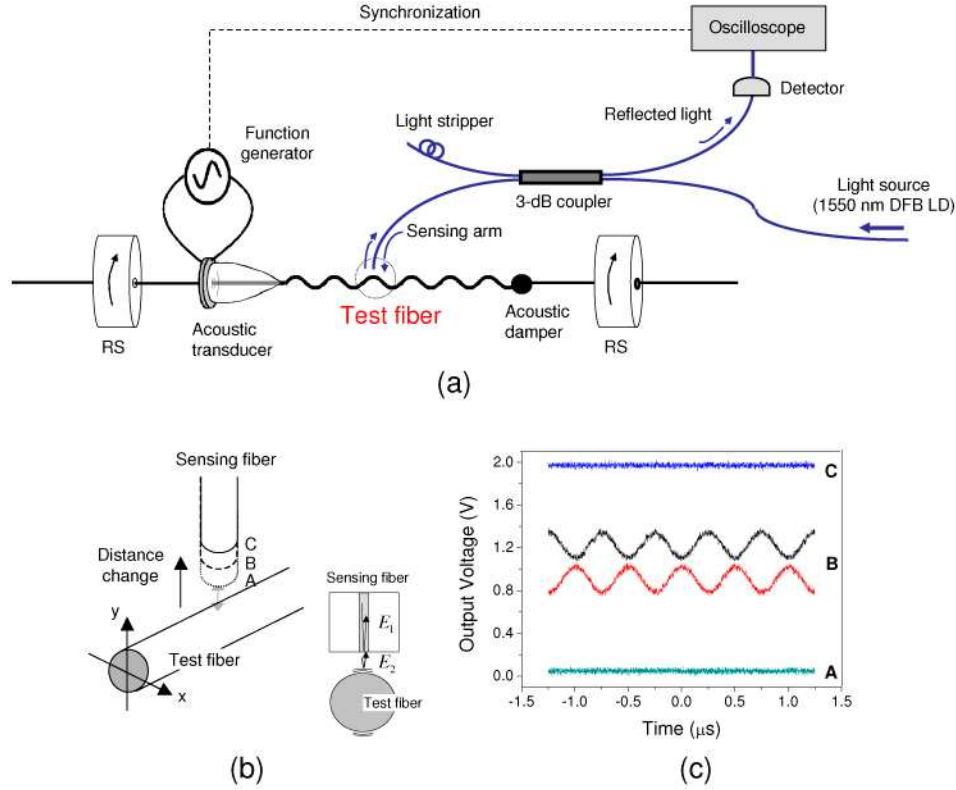 Synchronization
Oscilloscope
Detector
Reflected light
Light stripper
Function
generator
3-dB coupler
Light source
(1550 nm DFB LD)
Sensing arm
Test fiber
Acoustic
damper
RS
Acoustic
transducer
RS
(a)
Sensing fiber
C
B
A
Distance
change
y
x
Test fiber
Sensing fiber
E1
E2
Test fiber
(b)
Output Voltage (V)
2.0
1.6
1.2
0.8
0.4
0.0
C
B
A
-1.5 -1.0 -0.5 0.0 0.5 1.0 1.5
Time (μs)
(c)